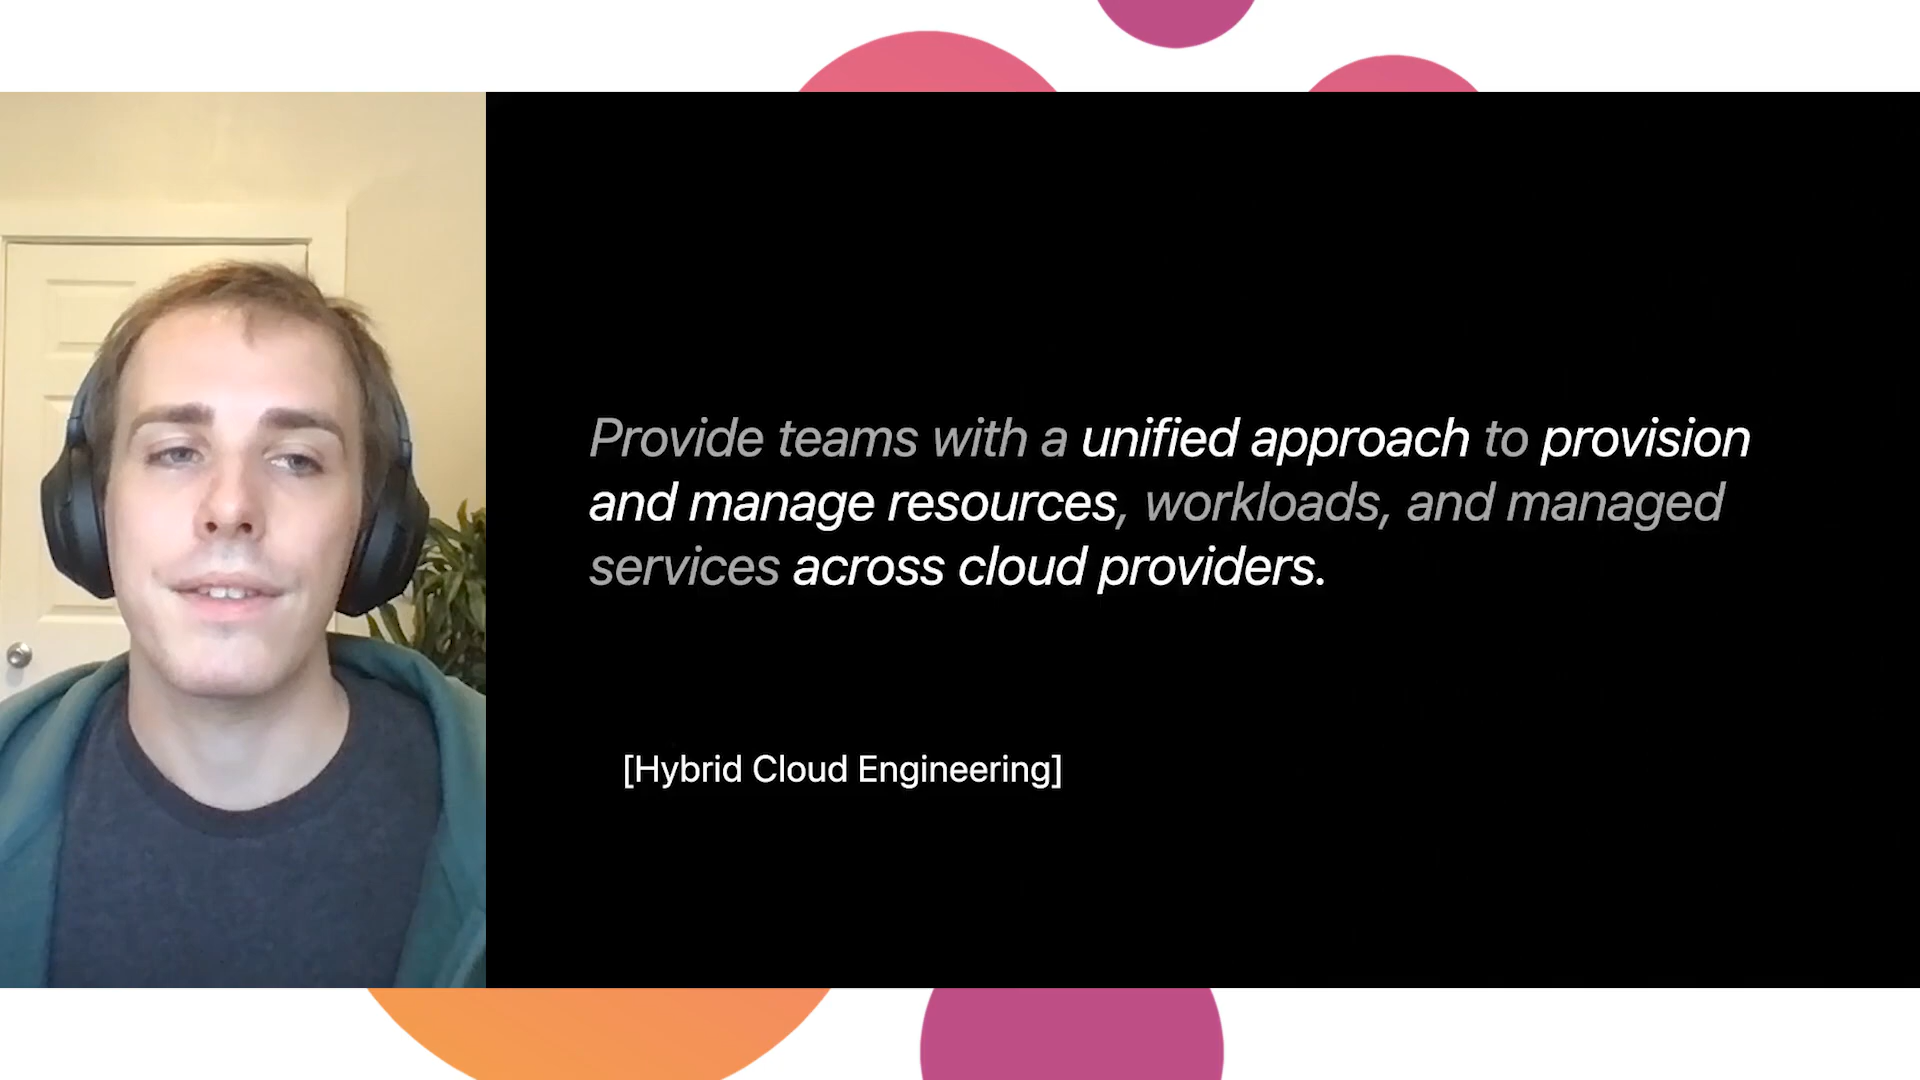 Provide teams with a unified approach to provision
and manage resources, workloads, and managed
services across cloud providers.
[Hybrid Cloud Engineering]